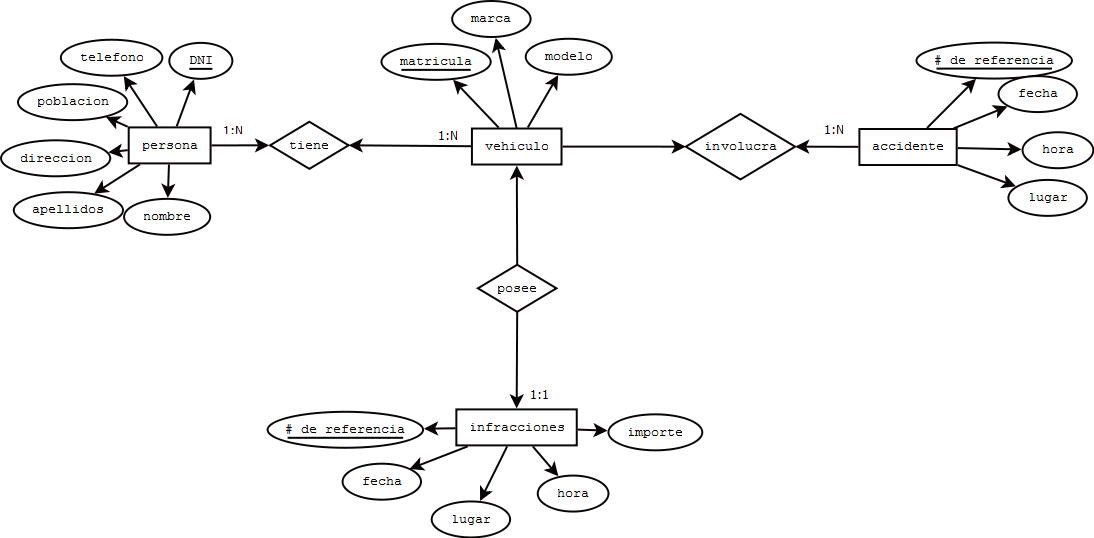 marca
telefono
DNI
matricula
modelo
# de referencia
poblacion
fecha
1:N
1:N
1:N
persona
tiene
vehiculo
involucra
accidente
hora
direccion
lugar
apellidos
nombre
posee
1:1
# de referencia
infracciones
importe
fecha
hora
lugar